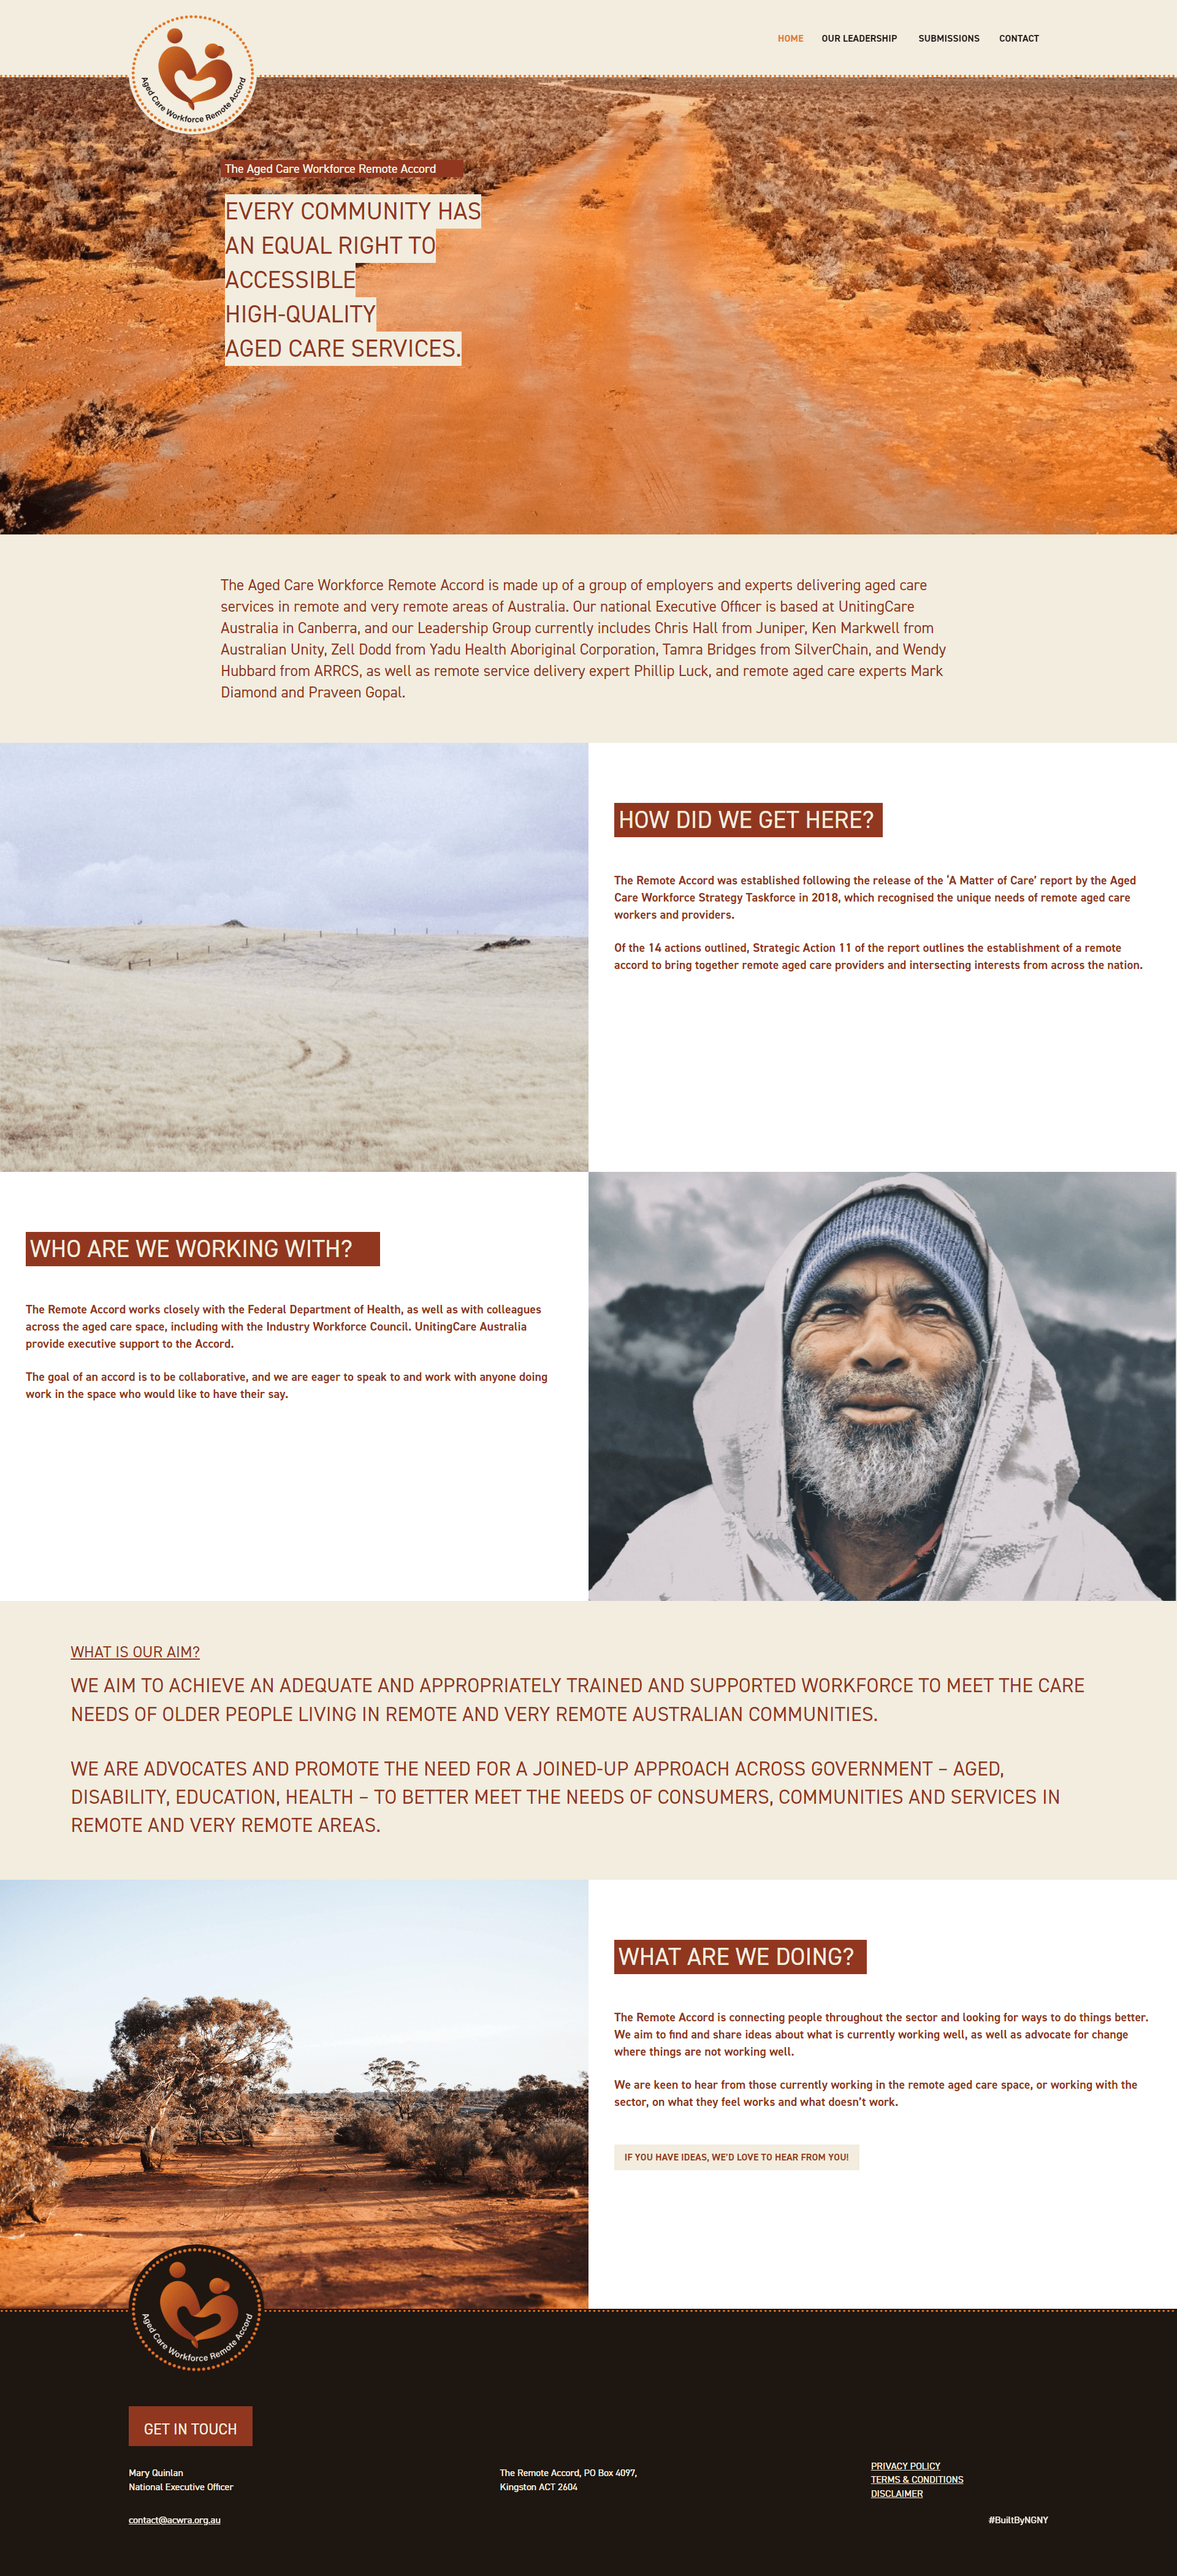 Aged Care Workforce Remote Accord
HOME
OUR LEADERSHIP
SUBMISSIONS
CONTACT
The Aged Care Workforce Remote Accord
EVERY COMMUNITY HAS
AN EQUAL RIGHT TO
ACCESSIBLE
HIGH-QUALITY
AGED CARE SERVICES.
The Aged Care Workforce Remote Accord is made up of a group of employers and experts delivering aged care
services in remote and very remote areas of Australia. Our national Executive Officer is based at UnitingCare
Australia in Canberra, and our Leadership Group currently includes Chris Hall from Juniper, Ken Markwell from
Australian Unity, Zell Dodd from Yadu Health Aboriginal Corporation, Tamra Bridges from SilverChain, and Wendy
Hubbard from ARRCS, as well as remote service delivery expert Phillip Luck, and remote aged care experts Mark
Diamond and Praveen Gopal.
HOW DID WE GET HERE?
The Remote Accord was established following the release of the ‘A Matter of Care’ report by the Aged
Care Workforce Strategy Taskforce in 2018, which recognised the unique needs of remote aged care
workers and providers.
Of the 14 actions outlined, Strategic Action 11 of the report outlines the establishment of a remote
accord to bring together remote aged care providers and intersecting interests from across the nation.
WHO ARE WE WORKING WITH?
The Remote Accord works closely with the Federal Department of Health, as well as with colleagues
across the aged care space, including with the Industry Workforce Council. UnitingCare Australia
provide executive support to the Accord.
The goal of an accord is to be collaborative, and we are eager to speak to and work with anyone doing
work in the space who would like to have their say.
WHAT IS OUR AIM?
WE AIM TO ACHIEVE AN ADEQUATE AND APPROPRIATELY TRAINED AND SUPPORTED WORKFORCE TO MEET THE CARE
NEEDS OF OLDER PEOPLE LIVING IN REMOTE AND VERY REMOTE AUSTRALIAN COMMUNITIES.
WE ARE ADVOCATES AND PROMOTE THE NEED FOR A JOINED-UP APPROACH ACROSS GOVERNMENT – AGED,
DISABILITY, EDUCATION, HEALTH – TO BETTER MEET THE NEEDS OF CONSUMERS, COMMUNITIES AND SERVICES IN
REMOTE AND VERY REMOTE AREAS.
WHAT ARE WE DOING?
The Remote Accord is connecting people throughout the sector and looking for ways to do things better.
We aim to find and share ideas about what is currently working well, as well as advocate for change
where things are not working well.
We are keen to hear from those currently working in the remote aged care space, or working with the
sector, on what they feel works and what doesn’t work.
IF YOU HAVE IDEAS, WE’D LOVE TO HEAR FROM YOU!
Aged Care Workforce Remote Accord
GET IN TOUCH
Mary Quinlan
National Executive Officer
contact@acwra.org.au
The Remote Accord, PO Box 4097,
Kingston ACT 2604
PRIVACY POLICY
TERMS & CONDITIONS
DISCLAIMER
#BuiltByNGNY